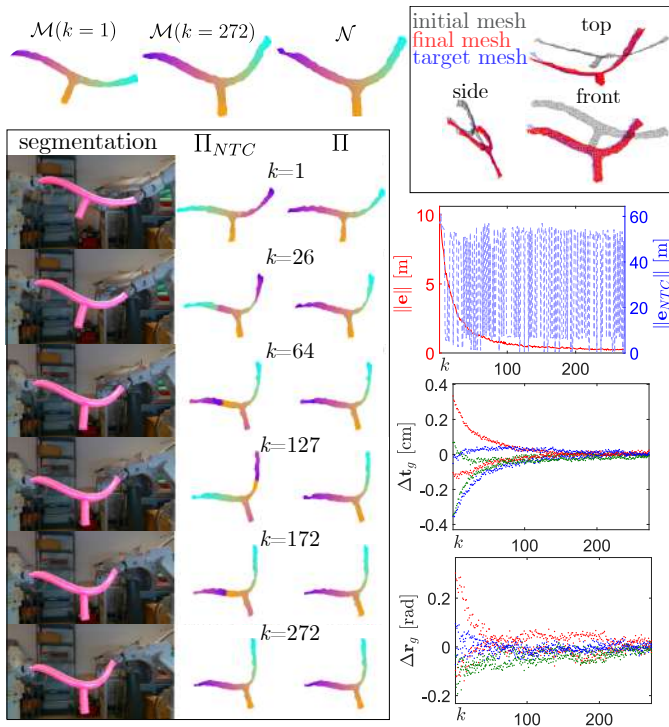 M(k = 1)
M(k = 272)
N
initial mesh
final mesh
target mesh
top
side
front
segmentation
Π_NTC
Π
k=1
k=26
k=64
k=127
k=172
k=272
10
5
0
||e|| [m]
60
40
20
0
||e_NTC|| [m]
k
100
200
0.4
0.2
0
-0.2
-0.4
Δt_g [cm]
k
100
200
0.2
0
-0.2
Δr_g [rad]
k
100
200